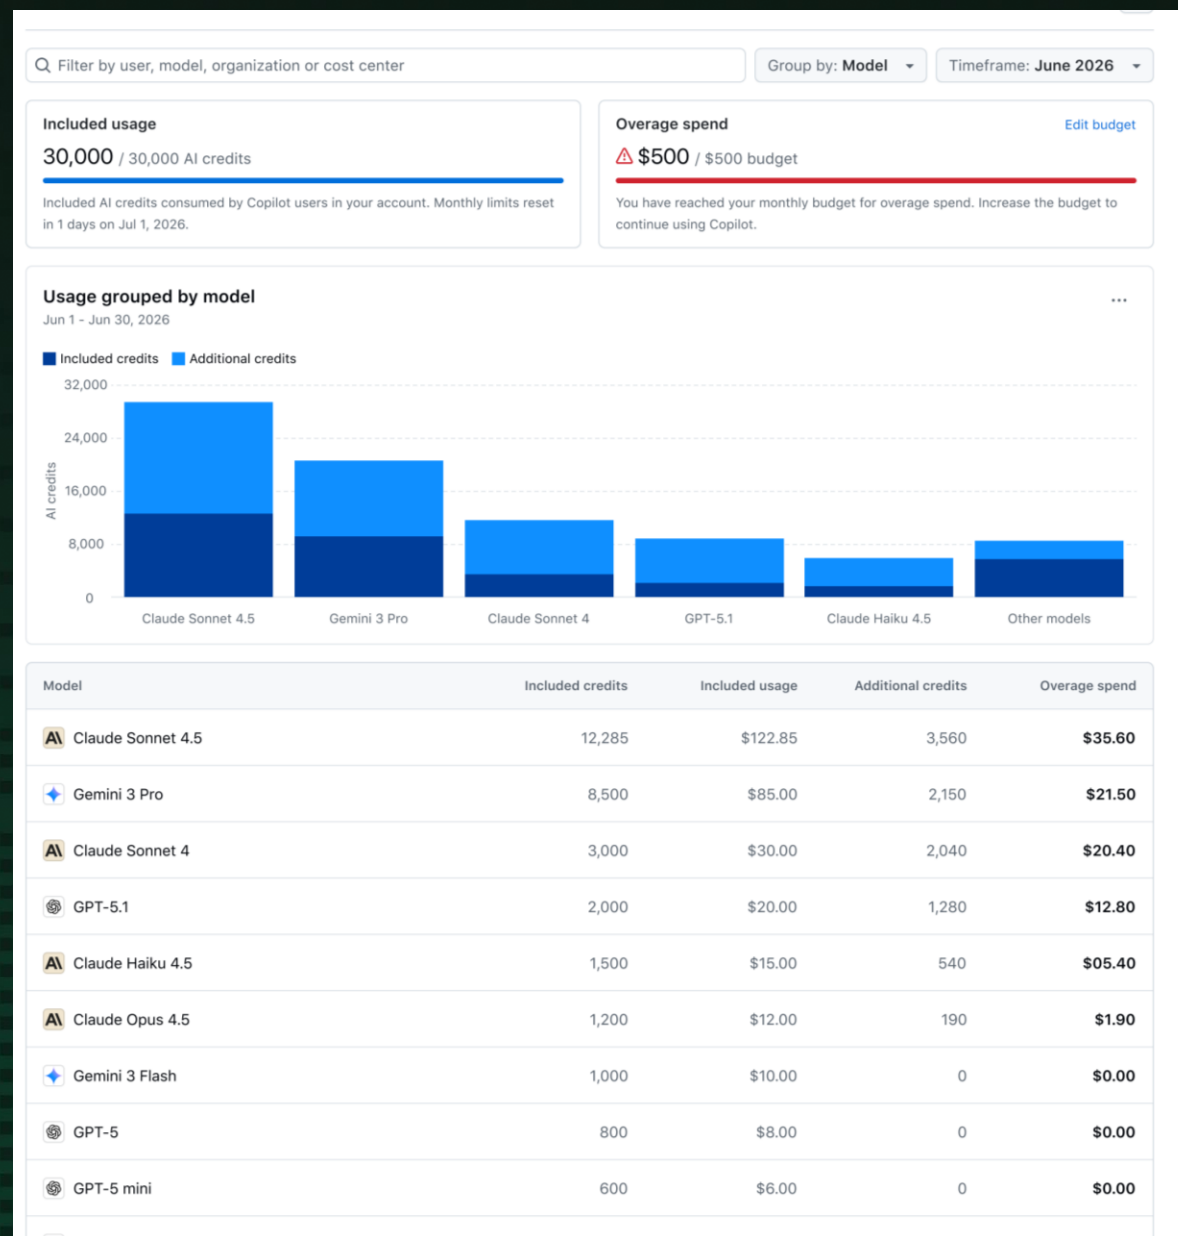 Filter by user, model, organization or cost center
Group by: Model
Timeframe: June 2026
Included usage
30,000 / 30,000 AI credits
Included AI credits consumed by Copilot users in your account. Monthly limits reset
in 1 days on Jul 1, 2026.
Overage spend
Edit budget
$500 / $500 budget
You have reached your monthly budget for overage spend. Increase the budget to
continue using Copilot.
Usage grouped by model
Jun 1 - Jun 30, 2026
Included credits
Additional credits
AI credits
32,000
24,000
16,000
8,000
0
Claude Sonnet 4.5
Gemini 3 Pro
Claude Sonnet 4
GPT-5.1
Claude Haiku 4.5
Other models
Model Included credits Included usage Additional credits Overage spend
Claude Sonnet 4.5 12,285 $122.85 3,560 $35.60
Gemini 3 Pro 8,500 $85.00 2,150 $21.50
Claude Sonnet 4 3,000 $30.00 2,040 $20.40
GPT-5.1 2,000 $20.00 1,280 $12.80
Claude Haiku 4.5 1,500 $15.00 540 $05.40
Claude Opus 4.5 1,200 $12.00 190 $1.90
Gemini 3 Flash 1,000 $10.00 0 $0.00
GPT-5 800 $8.00 0 $0.00
GPT-5 mini 600 $6.00 0 $0.00